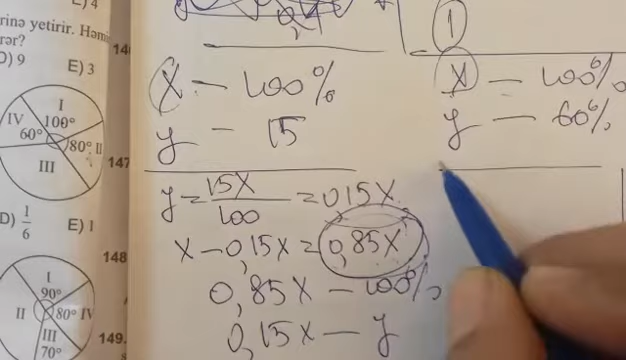 rinə yetirir. Həmi
rər?
D) 9 E) 3
I
100°
IV
60°
80° II
III
147
D) 1/6 E) 1
148
I
90°
II
80° IV
III
70°
149.
X — 100%
y — 15
y = 15X/100 = 0,15X
X − 0,15X = 0,85X
0,85X — 100%
0,15X — y
1
X — 100%
y — 60%